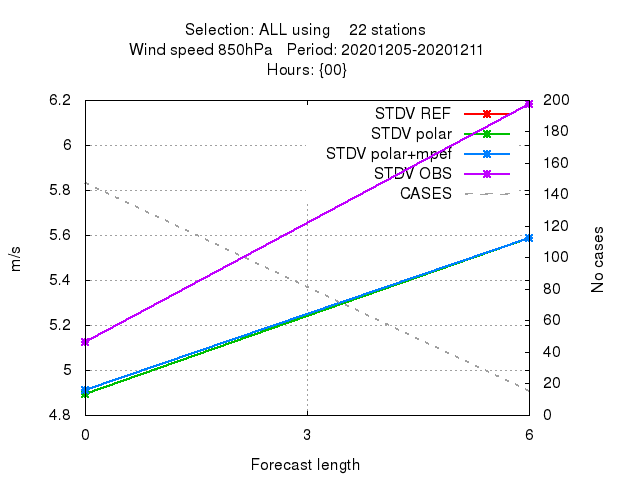 Selection: ALL using 22 stations
Wind speed 850hPa Period: 20201205-20201211
Hours: {00}
6.2
6
5.8
5.6
5.4
5.2
5
4.8
m/s
STDV REF
STDV polar
STDV polar+mpef
STDV OBS
CASES
200
180
160
140
120
100
80
60
40
20
0
No cases
0
3
6
Forecast length